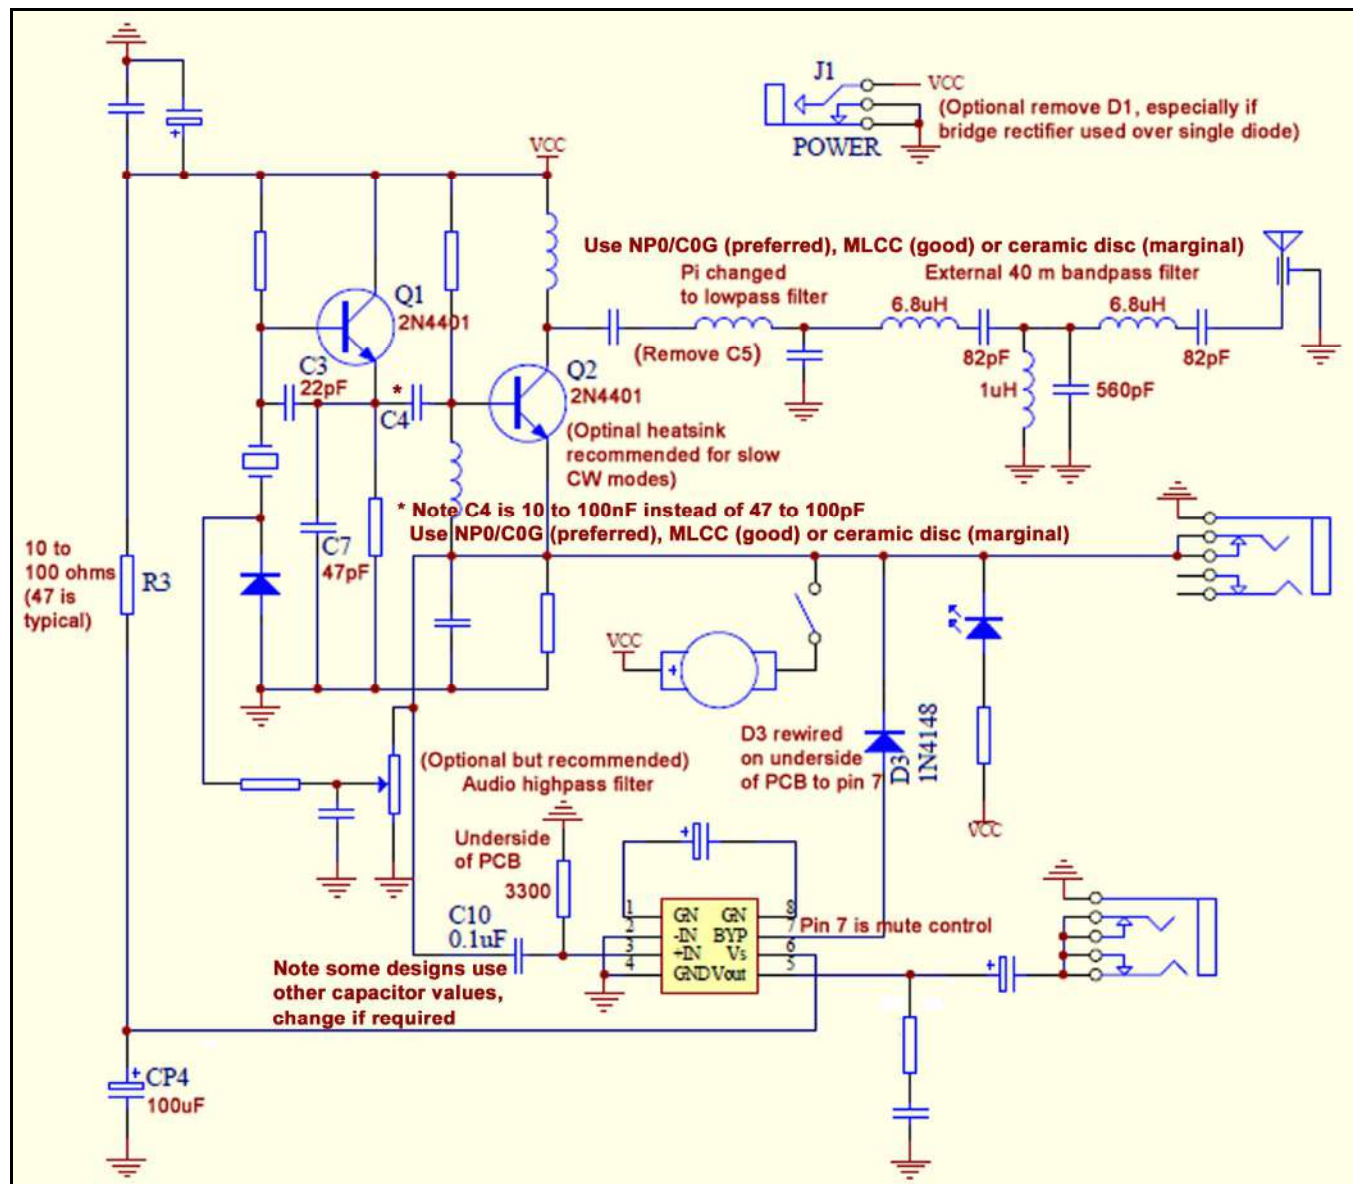 J1
VCC
(Optional remove D1, especially if
bridge rectifier used over single diode)
POWER
+
VCC
Use NP0/C0G (preferred), MLCC (good) or ceramic disc (marginal)
Pi changed
to lowpass filter
External 40 m bandpass filter
6.8uH
6.8uH
Q1
2N4401
(Remove C5)
82pF
82pF
C3
22pF
*
C4
Q2
2N4401
1uH
560pF
(Optinal heatsink
recommended for slow
CW modes)
* Note C4 is 10 to 100nF instead of 47 to 100pF
Use NP0/C0G (preferred), MLCC (good) or ceramic disc (marginal)
10 to
100 ohms
(47 is
typical)
R3
C7
47pF
VCC
+
D3 rewired
on underside
of PCB to pin 7
D3
1N4148
VCC
(Optional but recommended)
Audio highpass filter
Underside
of PCB
3300
+
C10
0.1uF
1 GN GN 8
2 -IN BYP 7
3 +IN Vs 6
4 GND Vout 5
Pin 7 is mute control
Note some designs use
other capacitor values,
change if required
+
+
CP4
100uF